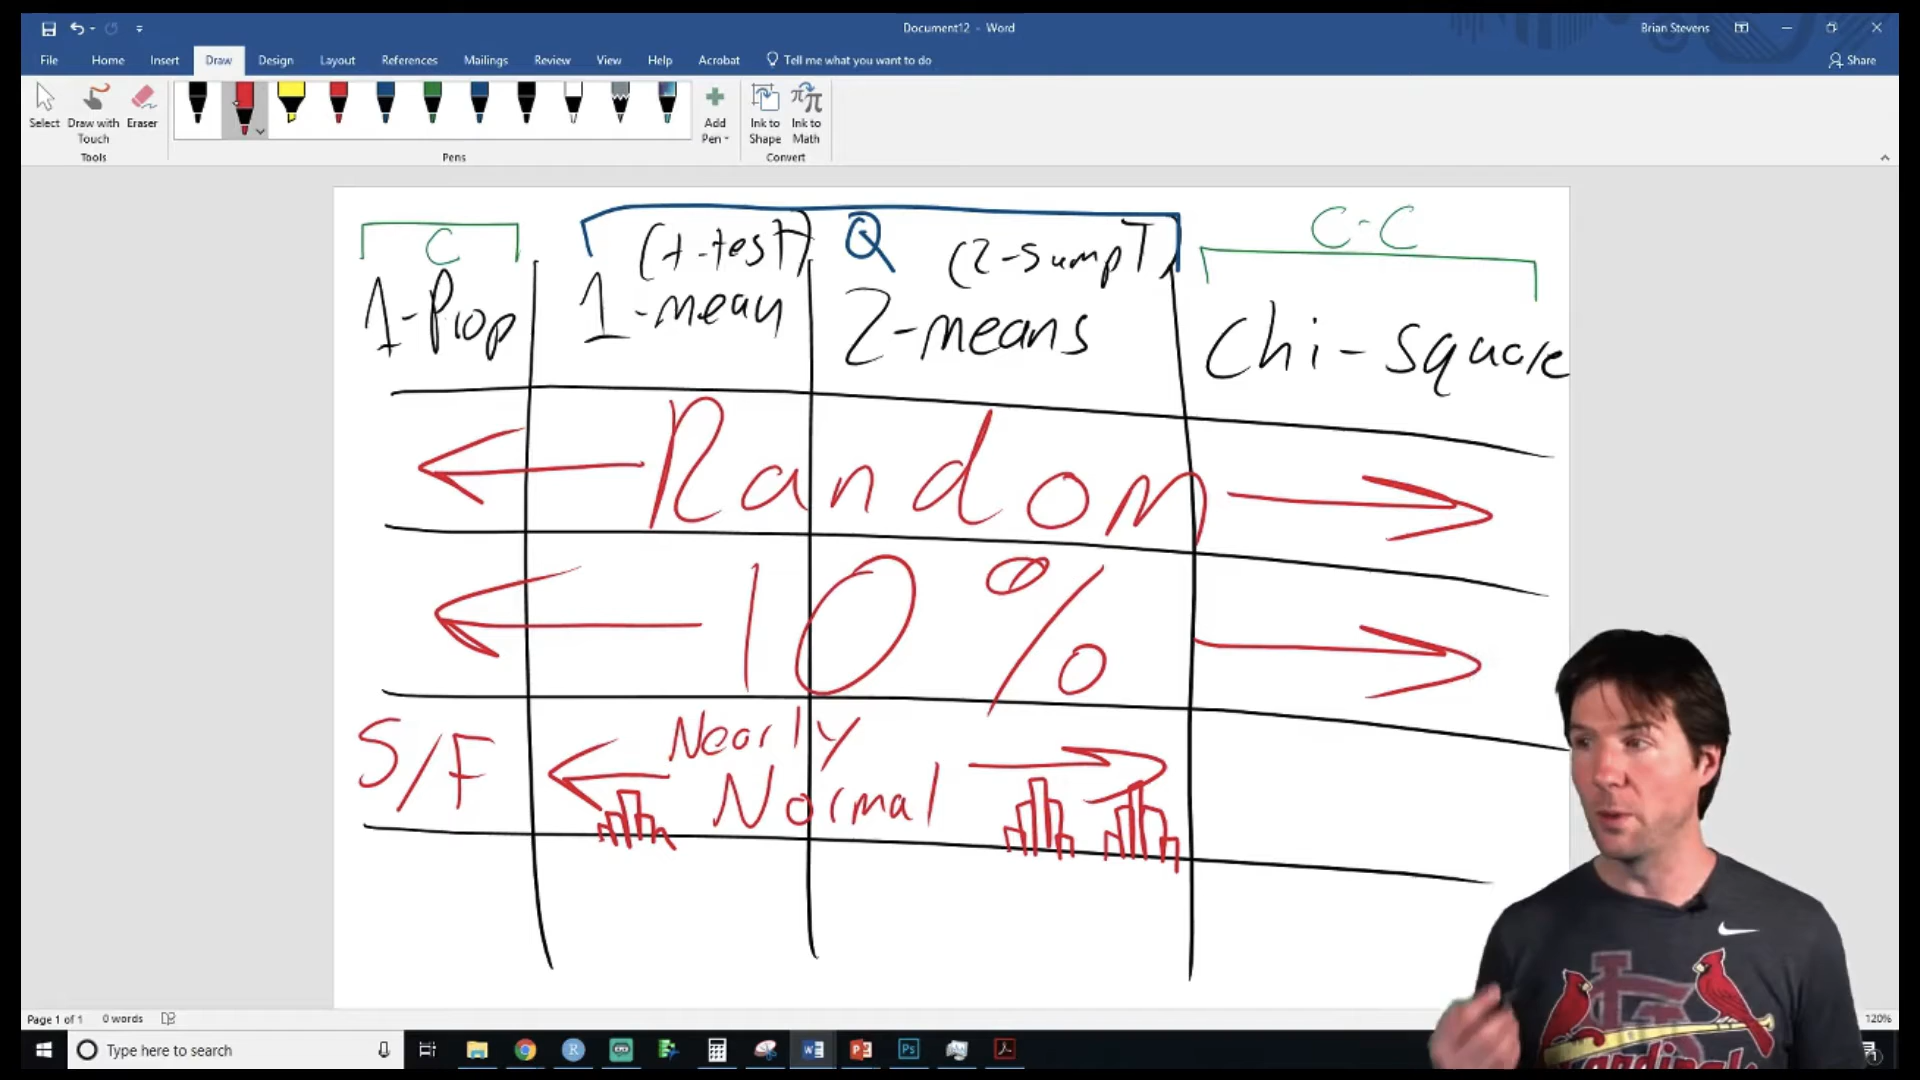 Document12 - Word
Brian Stevens
File Home Insert Draw Design Layout References Mailings Review View Help Acrobat Tell me what you want to do
Share
Select
Draw with Touch
Eraser
Add Pen
Ink to Shape
Ink to Math
Tools
Pens
Convert
C
Q
C-C
(t-test)
(2-sampT)
1-Prop
1-mean
2-means
Chi-square
Random
10%
S/F
Nearly
Normal
Cardinals
Page 1 of 1
0 words
120%
Type here to search